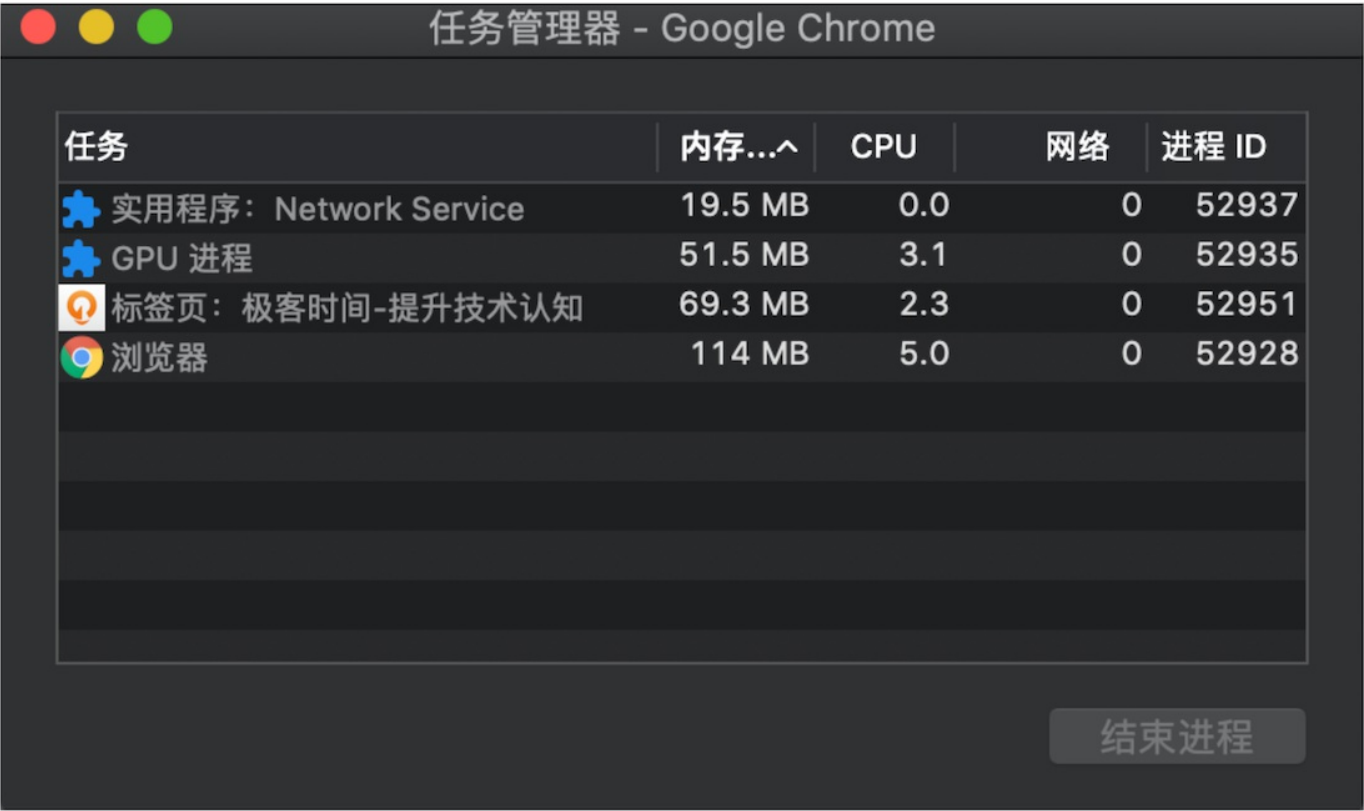 任务管理器 - Google Chrome
任务 内存...^ CPU 网络 进程 ID
实用程序：Network Service 19.5 MB 0.0 0 52937
GPU 进程 51.5 MB 3.1 0 52935
标签页：极客时间-提升技术认知 69.3 MB 2.3 0 52951
浏览器 114 MB 5.0 0 52928
结束进程